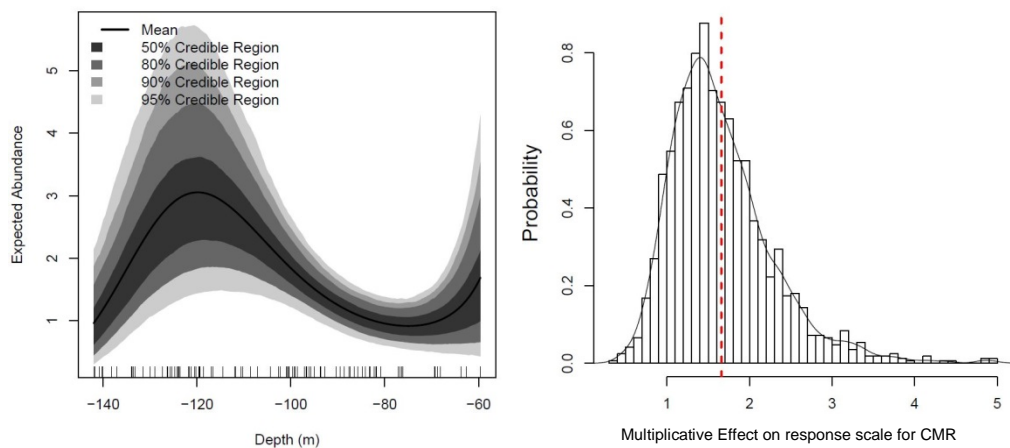 Mean
50% Credible Region
80% Credible Region
90% Credible Region
95% Credible Region
Expected Abundance
5
4
3
2
1
−140
−120
−100
−80
−60
Depth (m)
Probability
0.8
0.6
0.4
0.2
0.0
1
2
3
4
5
Multiplicative Effect on response scale for CMR